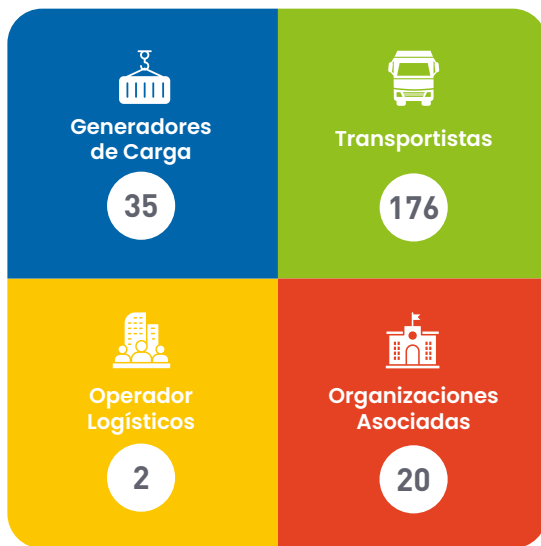 Generadores
de Carga
35
Transportistas
176
Operador
Logísticos
2
Organizaciones
Asociadas
20